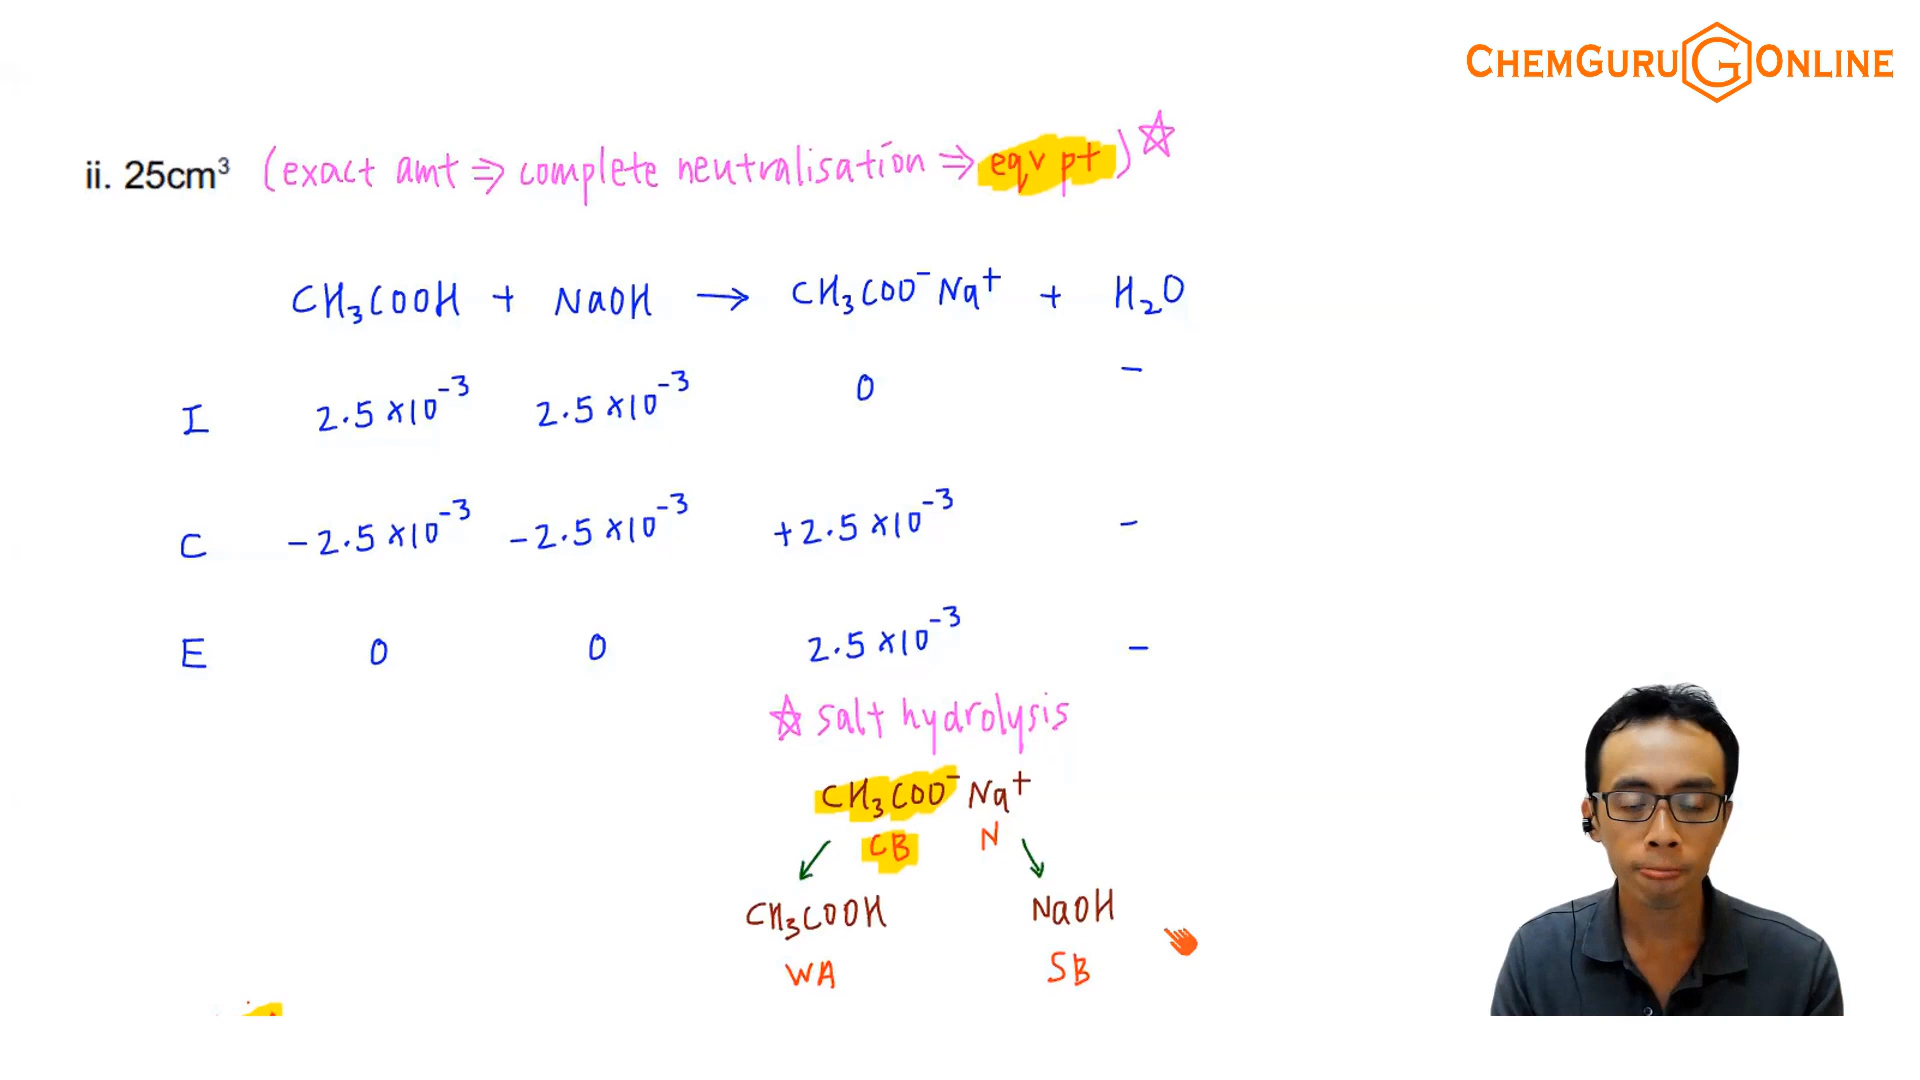 CHEMGURU G ONLINE
ii. 25cm³ (exact amt ⇒ complete neutralisation ⇒ eqv pt) ☆
CH₃COOH + NaOH → CH₃COO⁻Na⁺ + H₂O
I 2.5×10⁻³ 2.5×10⁻³ 0 –
C –2.5×10⁻³ –2.5×10⁻³ +2.5×10⁻³ –
E 0 0 2.5×10⁻³ –
☆ salt hydrolysis
CH₃COO⁻Na⁺
CB N
CH₃COOH NaOH
WA SB